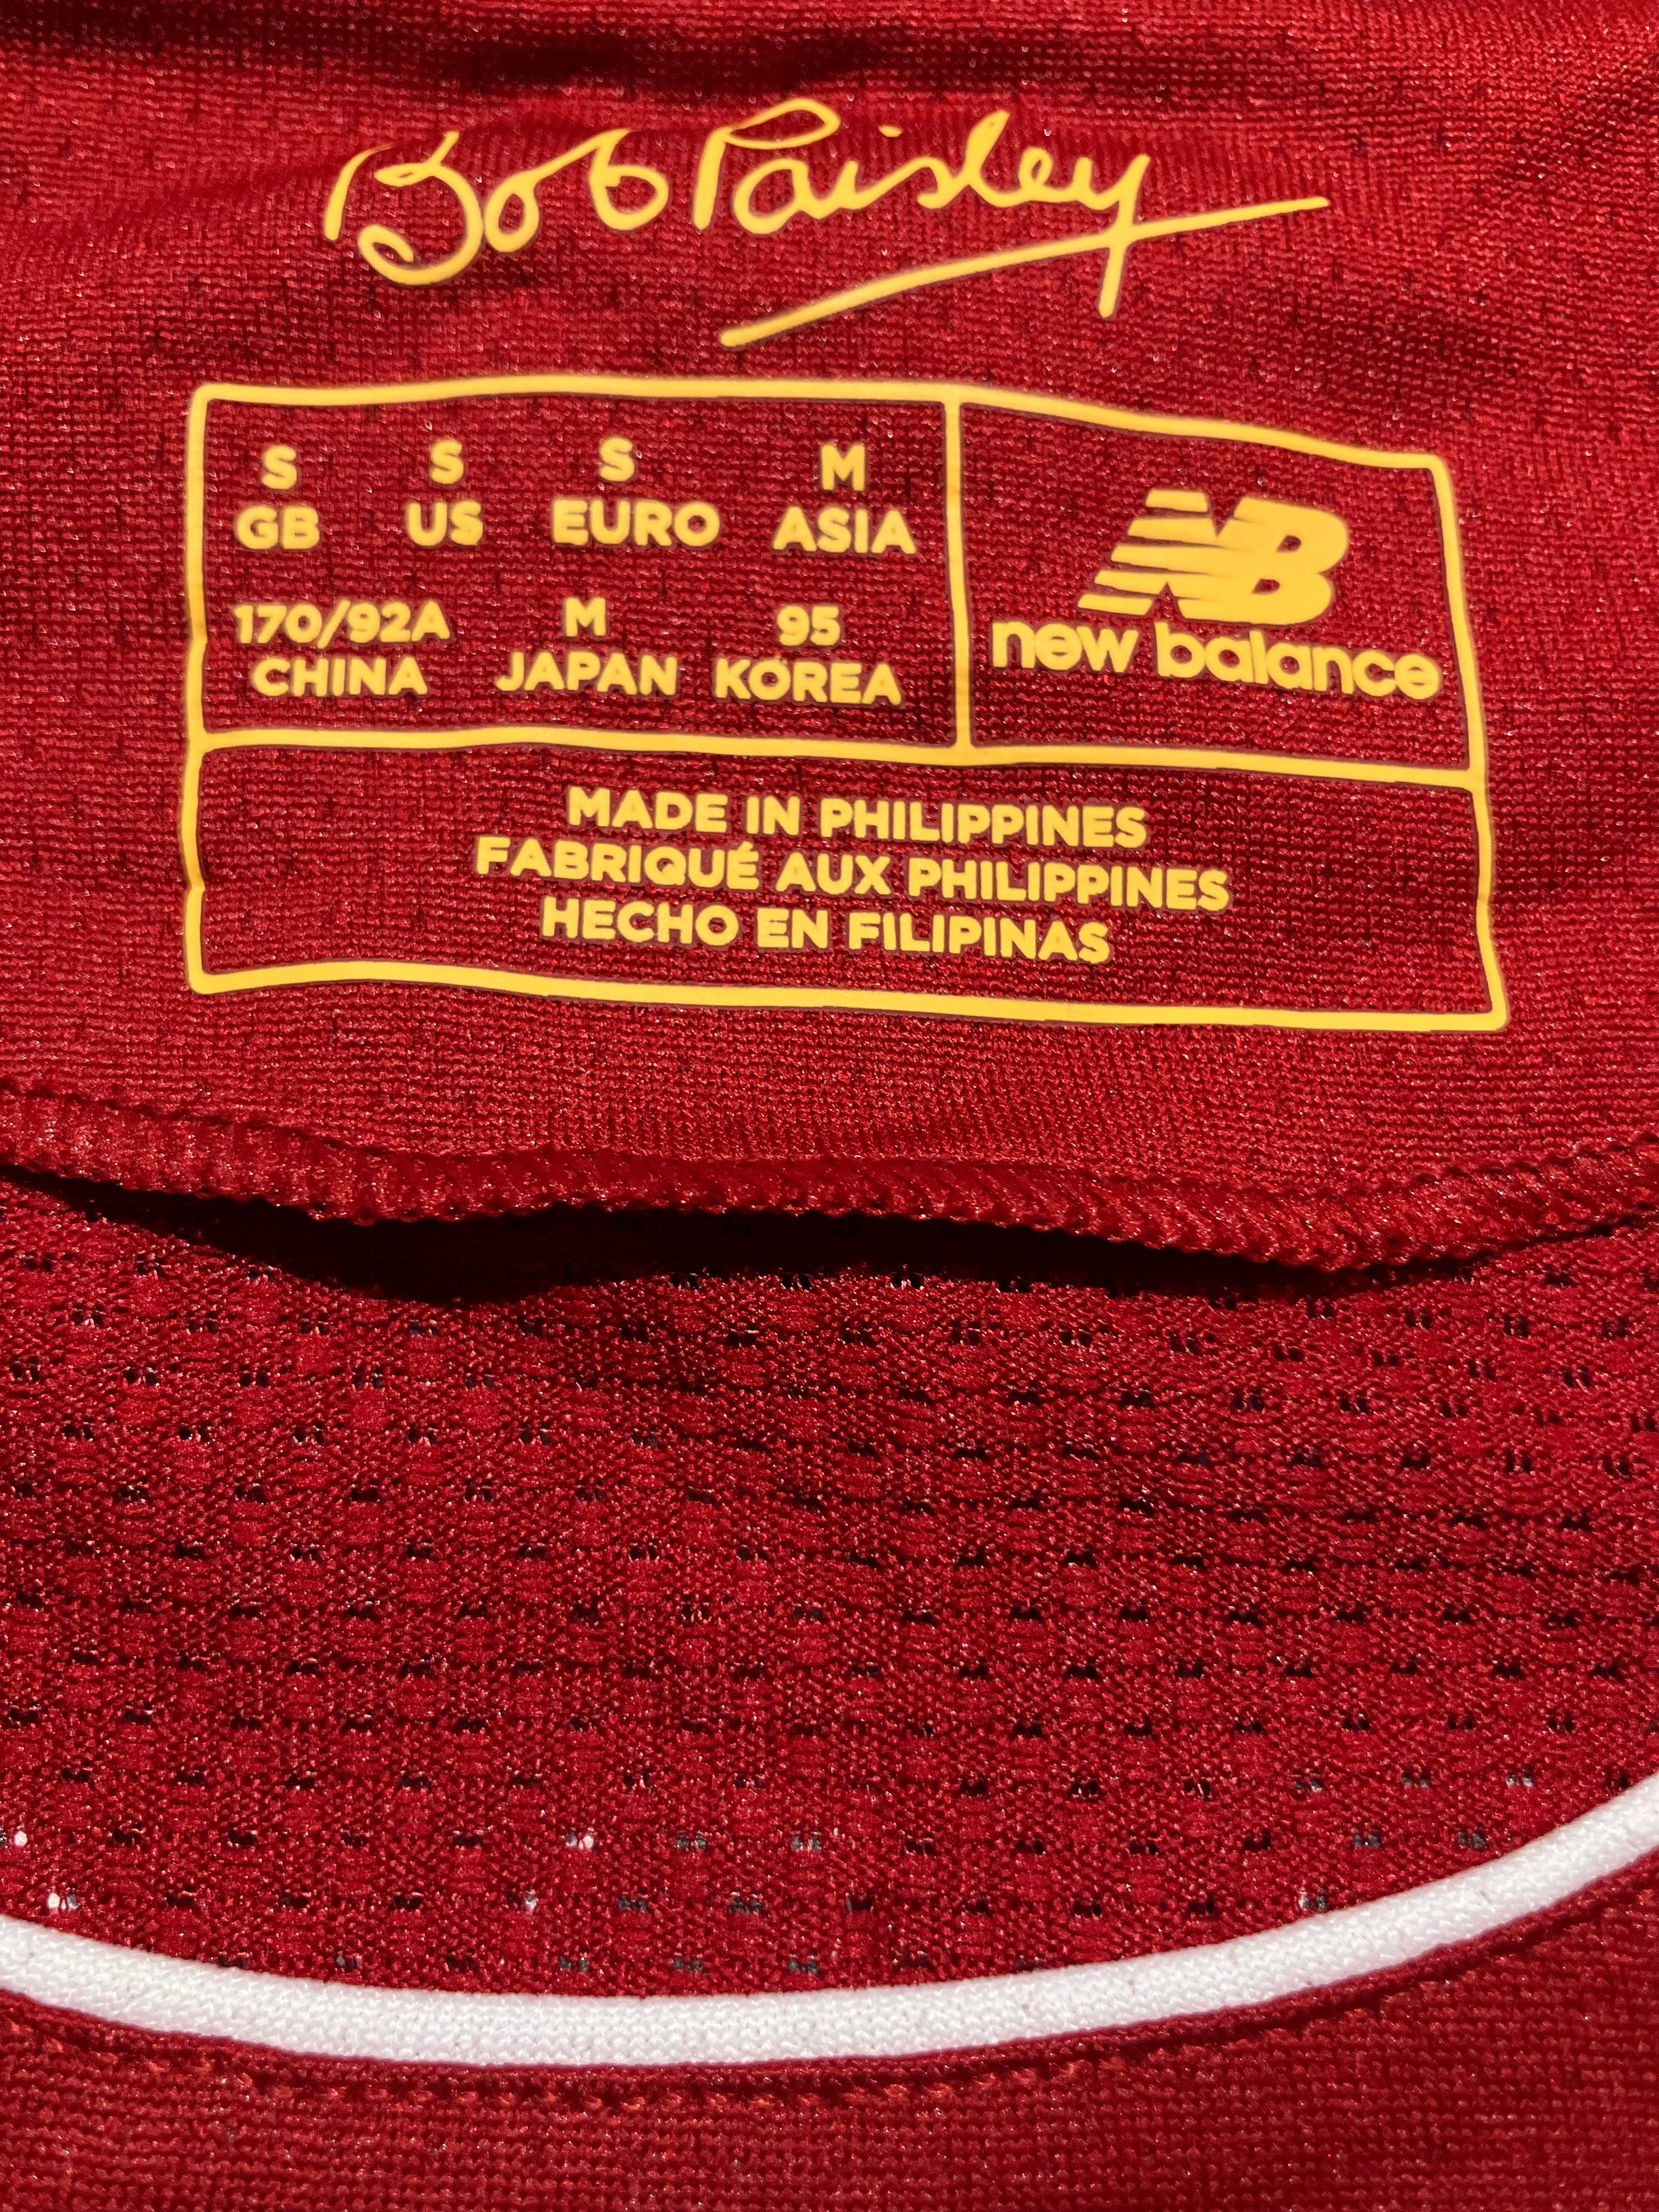 Bob Paisley
S S S M
GB US EURO ASIA
170/92A M 95
CHINA JAPAN KOREA
NB
new balance
MADE IN PHILIPPINES
FABRIQUÉ AUX PHILIPPINES
HECHO EN FILIPINAS